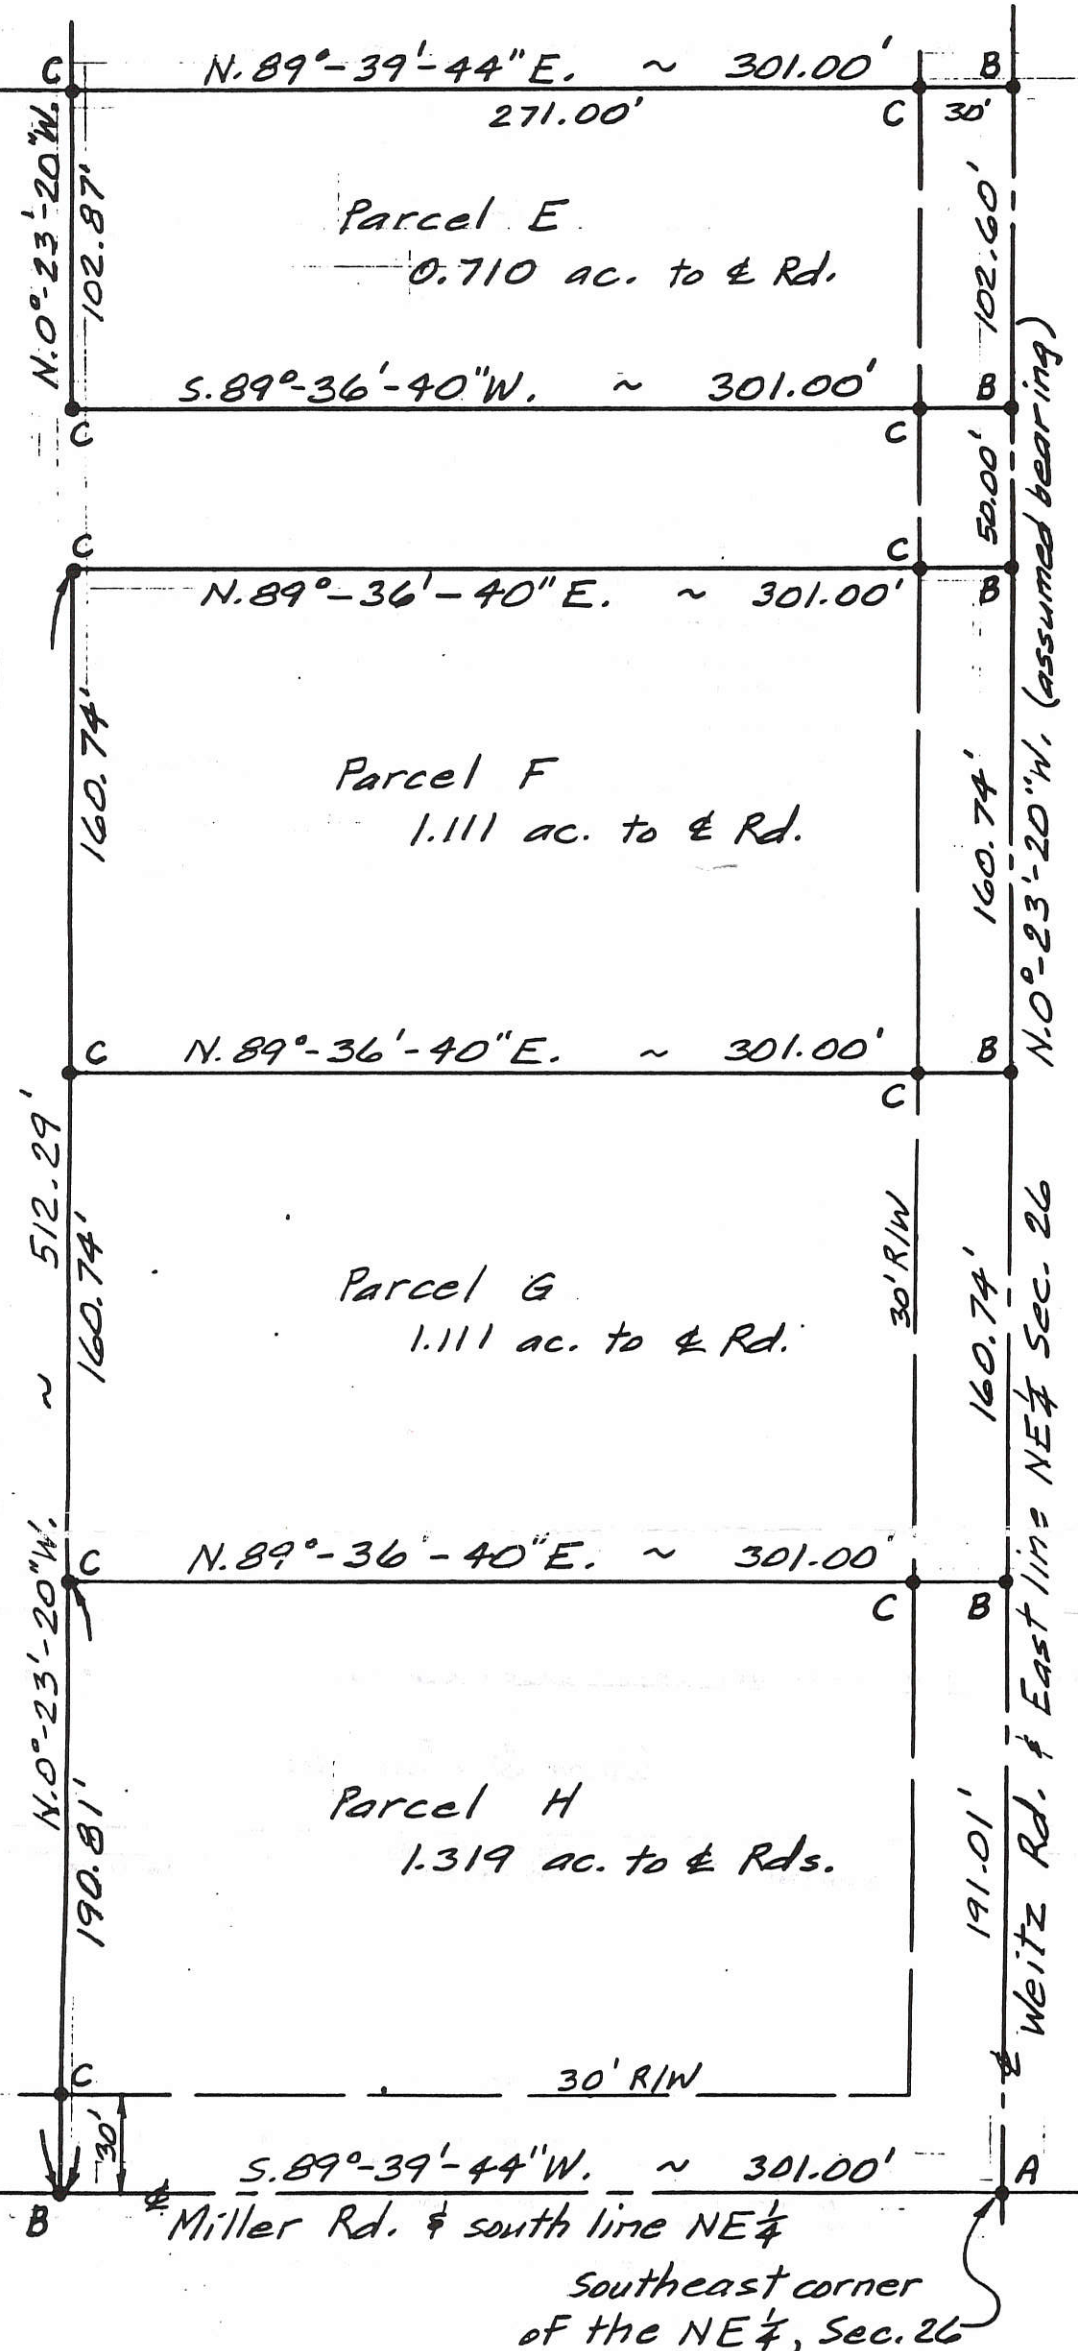 C N.89°-39'-44"E. ~ 301.00' B
271.00' C 30'
N.0°-23'-20"W.
102.87'
Parcel E
0.710 ac. to ℄ Rd.
102.60'
S.89°-36'-40"W. ~ 301.00' B
C C
50.00'
N.0°-23'-20"W. (assumed bearing)
C C
N.89°-36'-40"E. ~ 301.00' B
160.74'
Parcel F
1.111 ac. to ℄ Rd.
160.74'
C N.89°-36'-40"E. ~ 301.00' B
C
N.0°-23'-20"W. ~ 512.29'
160.74'
Parcel G
1.111 ac. to ℄ Rd.
30' R/W
160.74'
℄ Weitz Rd. & East line NE¼ Sec. 26
C N.89°-36'-40"E. ~ 301.00'
C B
190.81'
Parcel H
1.319 ac. to ℄ Rds.
191.01'
C 30' R/W
30'
S.89°-39'-44"W. ~ 301.00' A
B ℄ Miller Rd. & south line NE¼
Southeast corner
of the NE¼, Sec. 26